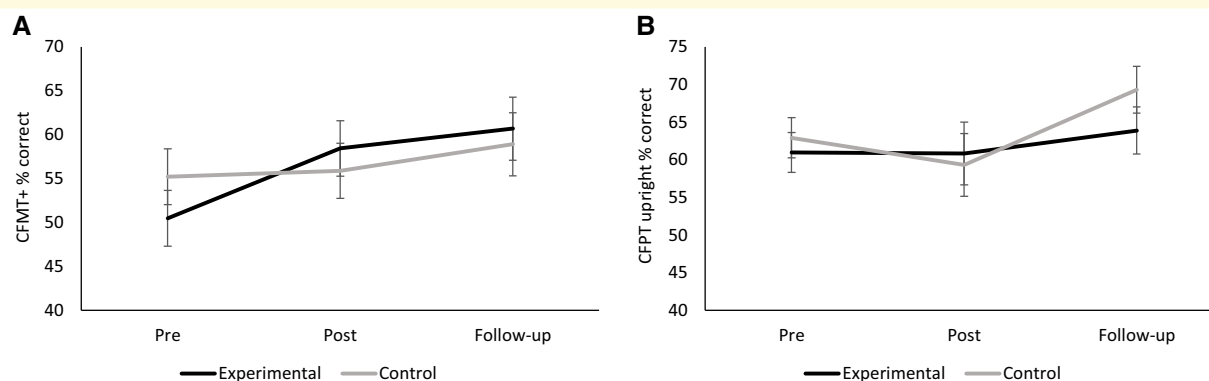 A
CFMT+ % correct
70
65
60
55
50
45
40
Pre Post Follow-up
Experimental Control
B
CFPT upright % correct
75
70
65
60
55
50
45
40
Pre Post Follow-up
Experimental Control